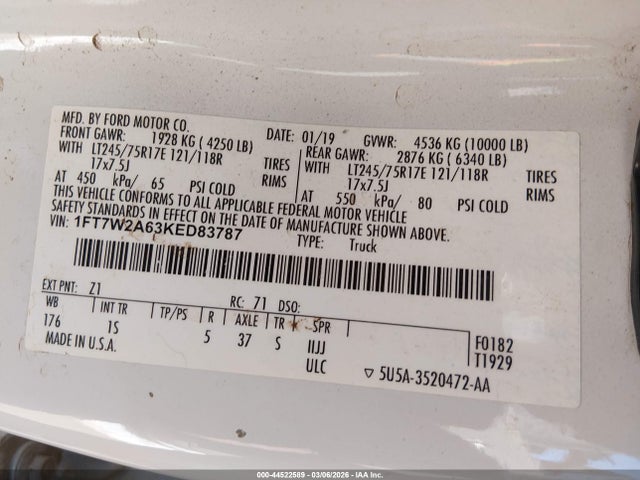 MFD. BY FORD MOTOR CO.
DATE: 01/19 GVWR: 4536 KG (10000 LB)
FRONT GAWR: 1928 KG ( 4250 LB)
REAR GAWR: 2876 KG ( 6340 LB)
WITH LT245/75R17E 121/118R TIRES
WITH LT245/75R17E 121/118R TIRES
17x7.5J RIMS
17x7.5J RIMS
AT 450 kPa/ 65 PSI COLD
AT 550 kPa/ 80 PSI COLD
THIS VEHICLE CONFORMS TO ALL APPLICABLE FEDERAL MOTOR VEHICLE
SAFETY STANDARDS IN EFFECT ON THE DATE OF MANUFACTURE SHOWN ABOVE.
VIN: 1FT7W2A63KED83787
TYPE: Truck
EXT PNT: Z1 RC: 71 DSO:
WB INT TR TP/PS R AXLE TR SPR
176 1S 5 37 S IIJJ
F0182
MADE IN U.S.A. ULC
T1929
▽ 5U5A-3520472-AA
000-44522589 - 03/06/2026 - IAAI.COM